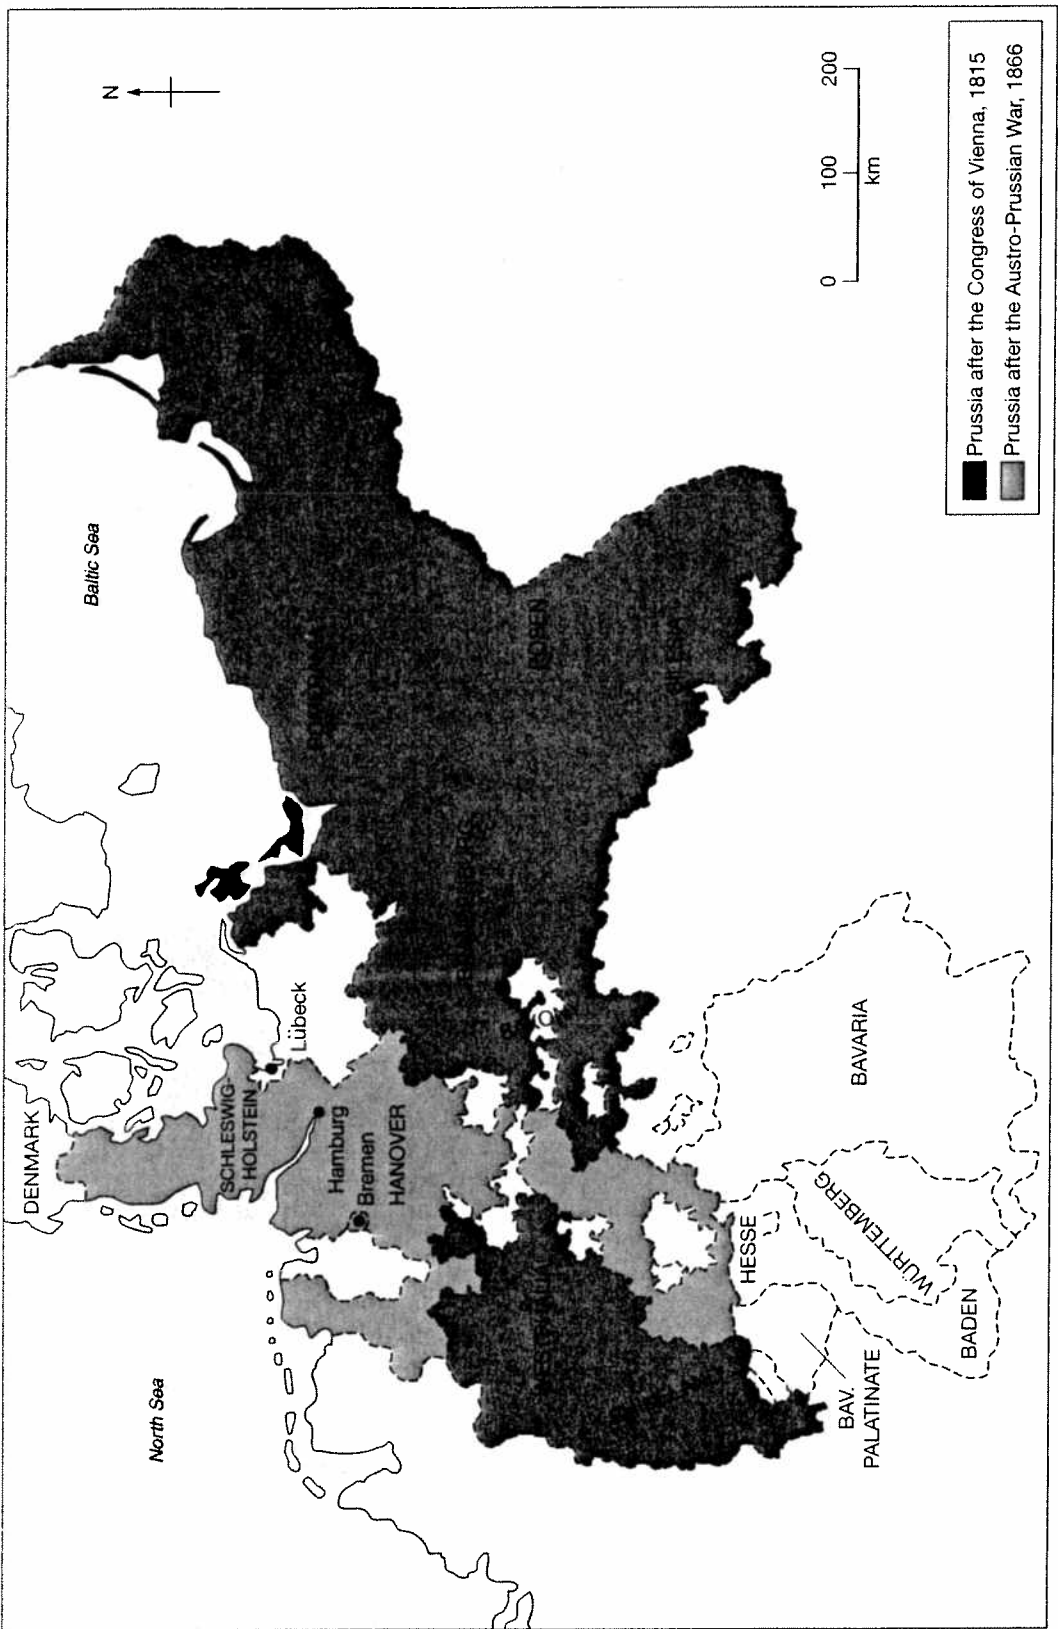 N
Baltic Sea
North Sea
DENMARK
SCHLESWIG-
HOLSTEIN
Lübeck
Hamburg
Bremen
HANOVER
POSEN
HESSE
BAV.
PALATINATE
WÜRTTEMBERG
BADEN
BAVARIA
0 100 200
km
Prussia after the Congress of Vienna, 1815
Prussia after the Austro-Prussian War, 1866